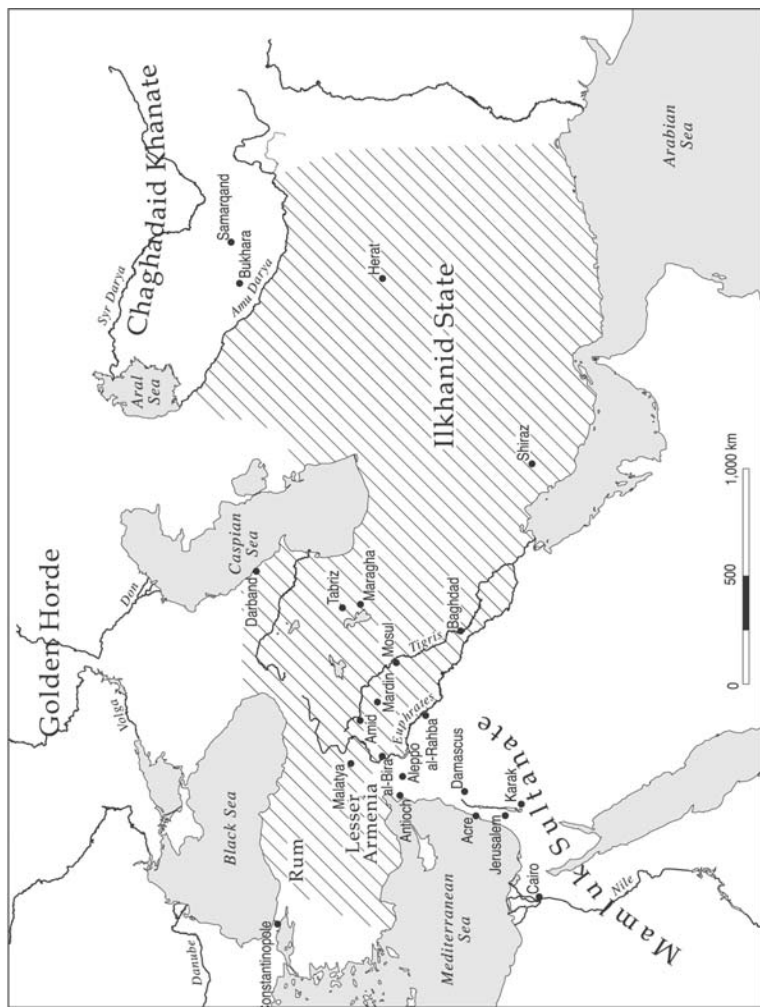 Golden Horde
Chaghadaid Khanate
Syr Darya
Aral
Sea
Samarqand
Bukhara
Amu Darya
Danube
Volga
Don
Black Sea
Caspian
Sea
Darband
Constantinopole
Rum
Lesser
Armenia
Malatya
Amid
Mardin
Mosul
Tabriz
Maragha
Herat
Ilkhanid State
Shiraz
Antioch
al-Bira
Aleppo
al-Rahba
Euphrates
Tigris
Baghdad
Mediterranean
Sea
Acre
Damascus
Jerusalem
Karak
Cairo
Nile
Mamluk Sultanate
Arabian
Sea
0
500
1,000 km